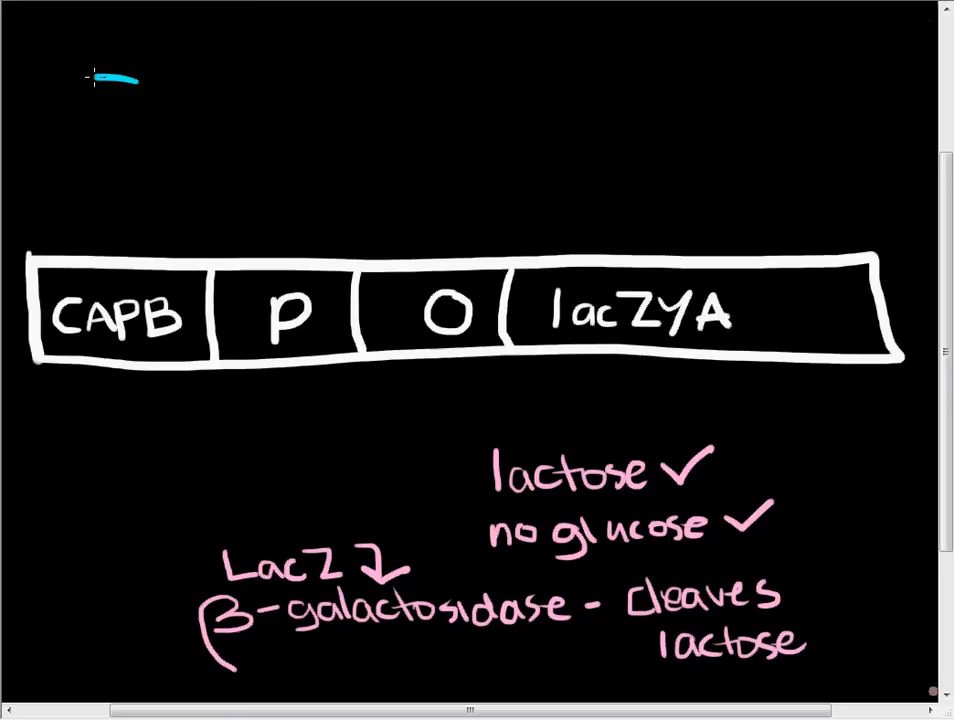 CAPB P O lacZYA
lactose ✓
no glucose ✓
LacZ ↴
β-galactosidase - cleaves
lactose